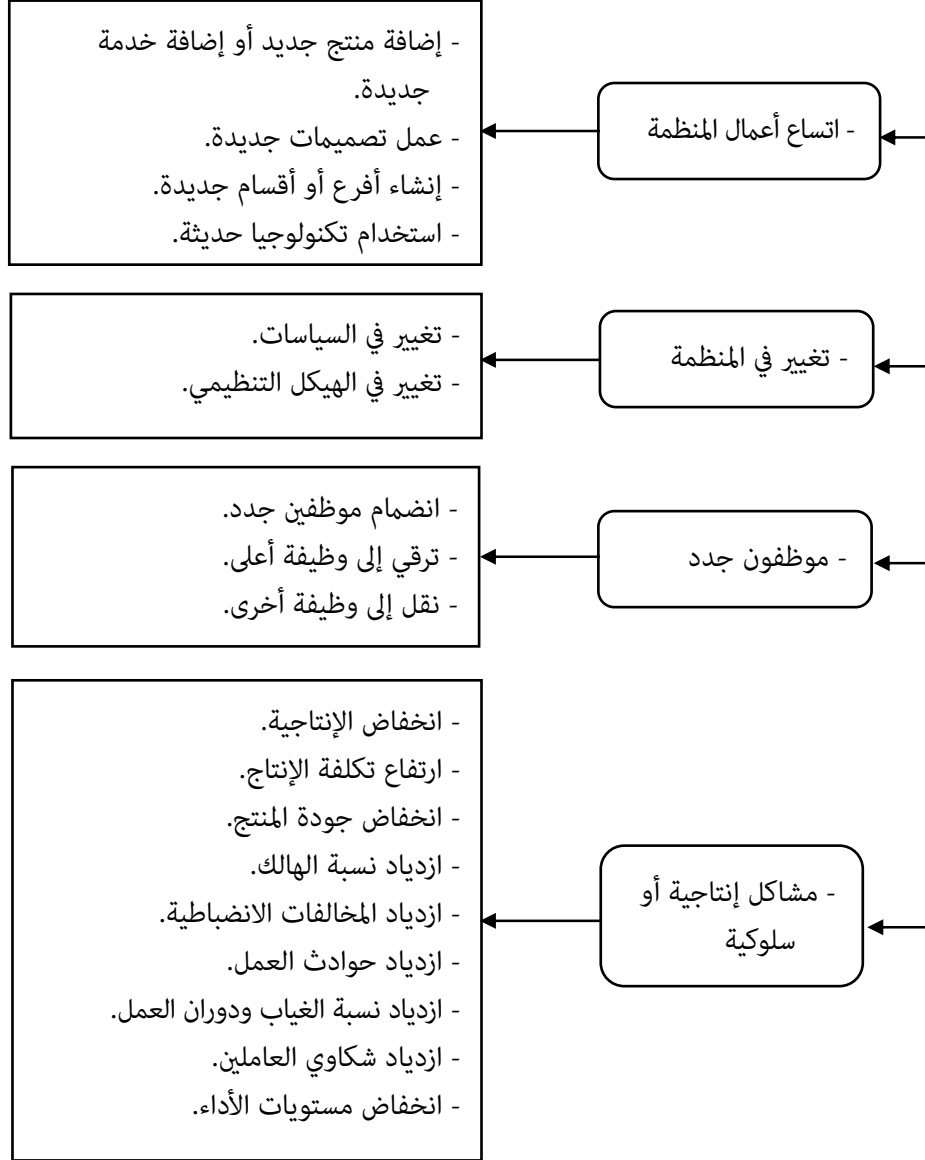 - اتساع أعمال المنظمة
- إضافة منتج جديد أو إضافة خدمة
جديدة.
- عمل تصميمات جديدة.
- إنشاء أفرع أو أقسام جديدة.
- استخدام تكنولوجيا حديثة.
- تغيير في المنظمة
- تغيير في السياسات.
- تغيير في الهيكل التنظيمي.
- موظفون جدد
- انضمام موظفين جدد.
- ترقي إلى وظيفة أعلى.
- نقل إلى وظيفة أخرى.
- مشاكل إنتاجية أو
سلوكية
- انخفاض الإنتاجية.
- ارتفاع تكلفة الإنتاج.
- انخفاض جودة المنتج.
- ازدياد نسبة الهالك.
- ازدياد المخالفات الانضباطية.
- ازدياد حوادث العمل.
- ازدياد نسبة الغياب ودوران العمل.
- ازدياد شكاوي العاملين.
- انخفاض مستويات الأداء.